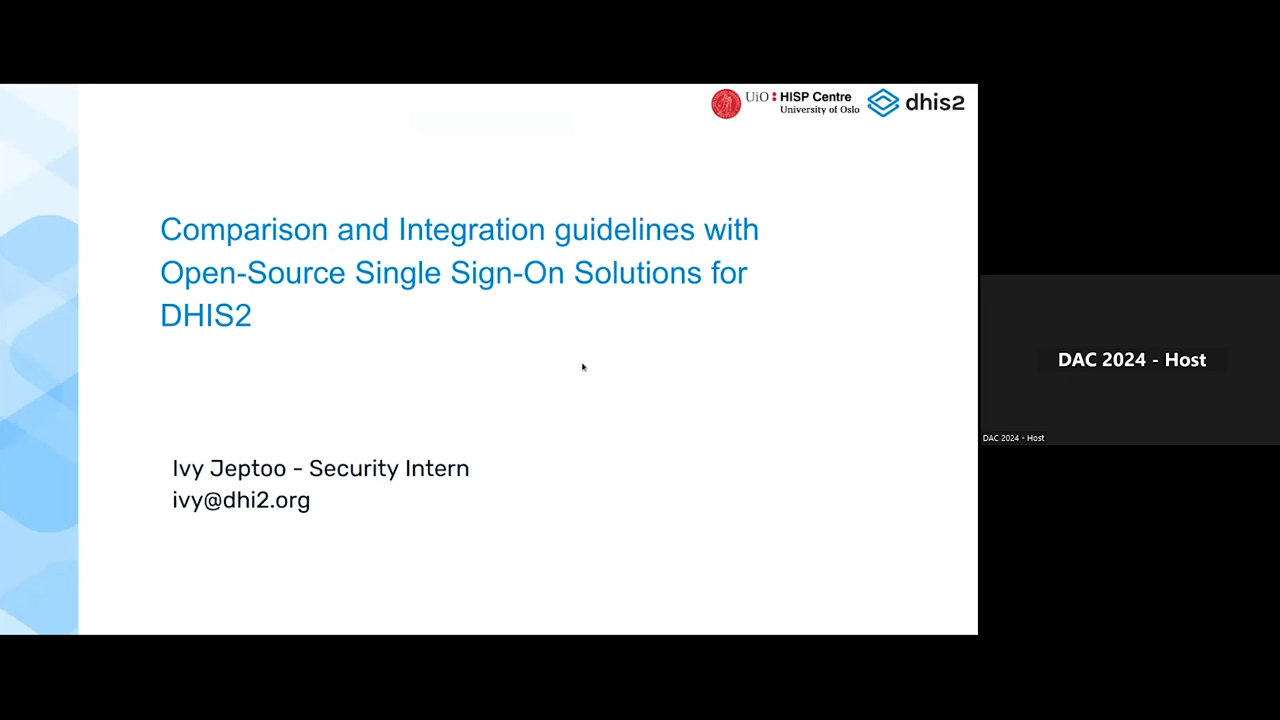 UiO : HISP Centre
University of Oslo
dhis2
Comparison and Integration guidelines with
Open-Source Single Sign-On Solutions for
DHIS2
Ivy Jeptoo - Security Intern
ivy@dhi2.org
DAC 2024 - Host
DAC 2024 - Host